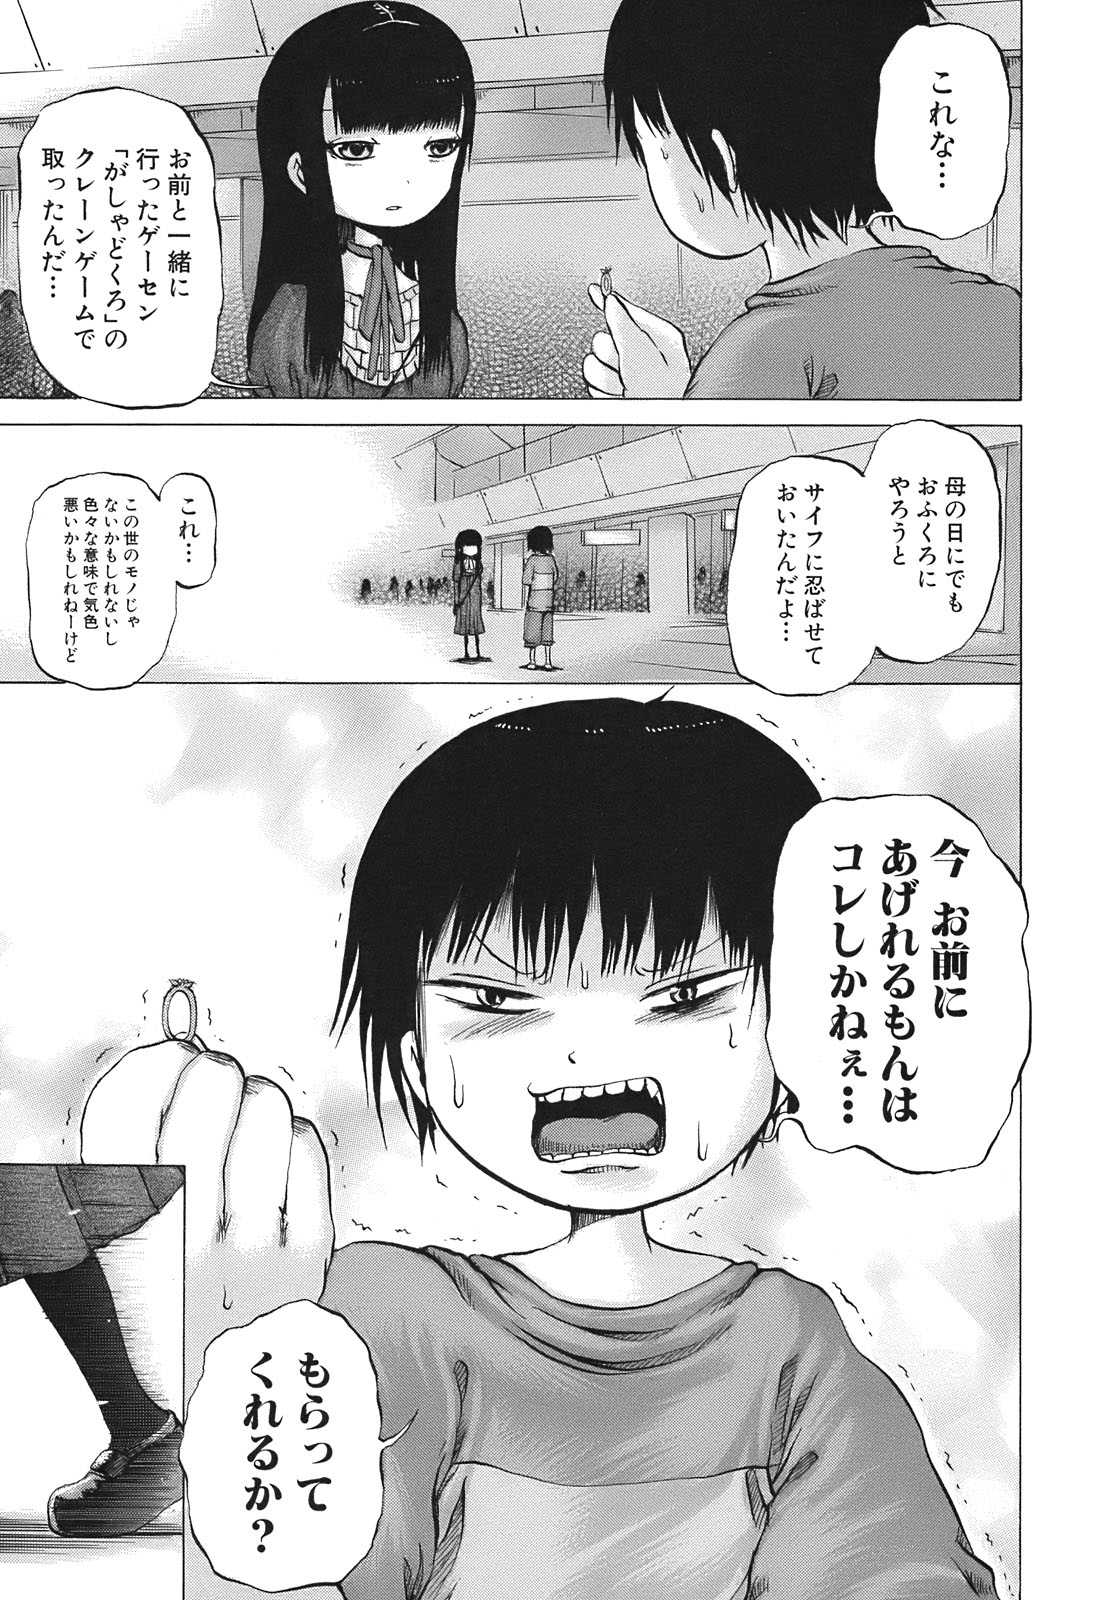 これな…
お前と一緒に
行ったゲーセン
「がしゃどくろ」の
クレーンゲームで
取ったんだ…
母の日にでも
おふくろに
やろうと
サイフに忍ばせて
おいたんだよ…
これ…
この世のモノじゃ
ないかもしれないし
色々な意味で気色
悪いかもしれねーけど
今 お前に
あげれるもんは
コレしかねぇ…
もらって
くれるか？